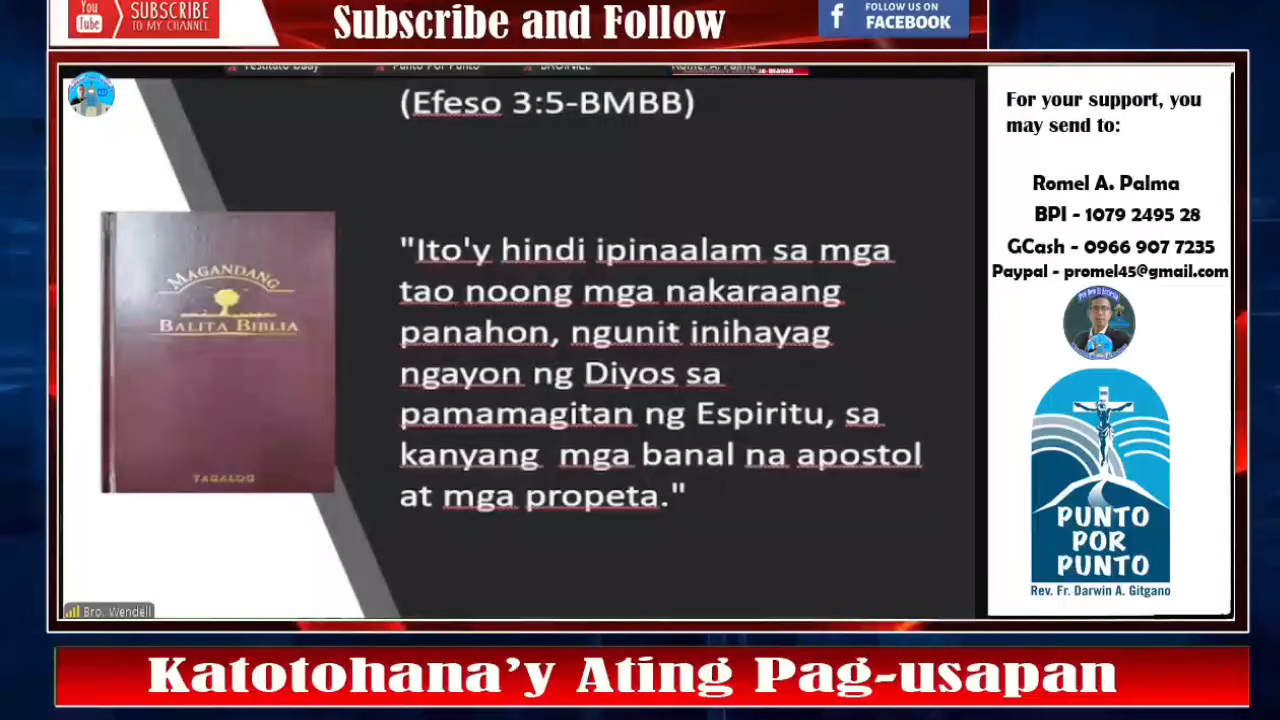 You Tube
SUBSCRIBE
TO MY CHANNEL
Subscribe and Follow
FOLLOW US ON
FACEBOOK
(Efeso 3:5-BMBB)
"Ito'y hindi ipinaalam sa mga
tao noong mga nakaraang
panahon, ngunit inihayag
ngayon ng Diyos sa
pamamagitan ng Espiritu, sa
kanyang mga banal na apostol
at mga propeta."
MAGANDANG
BALITA BIBLIA
TAGALOG
Bro. Wendell
For your support, you
may send to:
Romel A. Palma
BPI - 1079 2495 28
GCash - 0966 907 7235
Paypal - promel45@gmail.com
PUNTO
POR
PUNTO
Rev. Fr. Darwin A. Gitgano
Katotohana'y Ating Pag-usapan